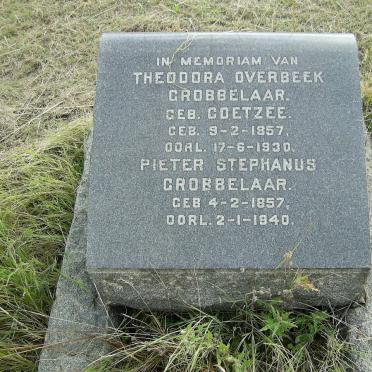 IN MEMORIAM VAN
THEODORA OVERBEEK
GROBBELAAR.
GEB. COETZEE.
GEB. 9-2-1857,
OORL. 17-6-1930.
PIETER STEPHANUS
GROBBELAAR.
GEB 4-2-1857,
OORL. 2-1-1940.